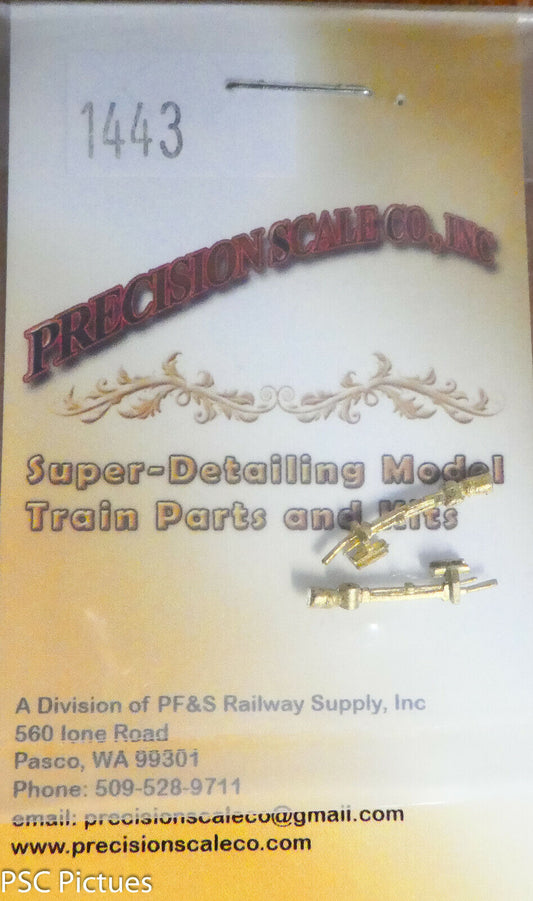 1443
PRECISION SCALE CO., INC
Super-Detailing Model
Train Parts and Kits
A Division of PF&S Railway Supply, Inc
560 Ione Road
Pasco, WA 99301
Phone: 509-528-9711
email: precisionscaleco@gmail.com
www.precisionscaleco.com
PSC Pictues